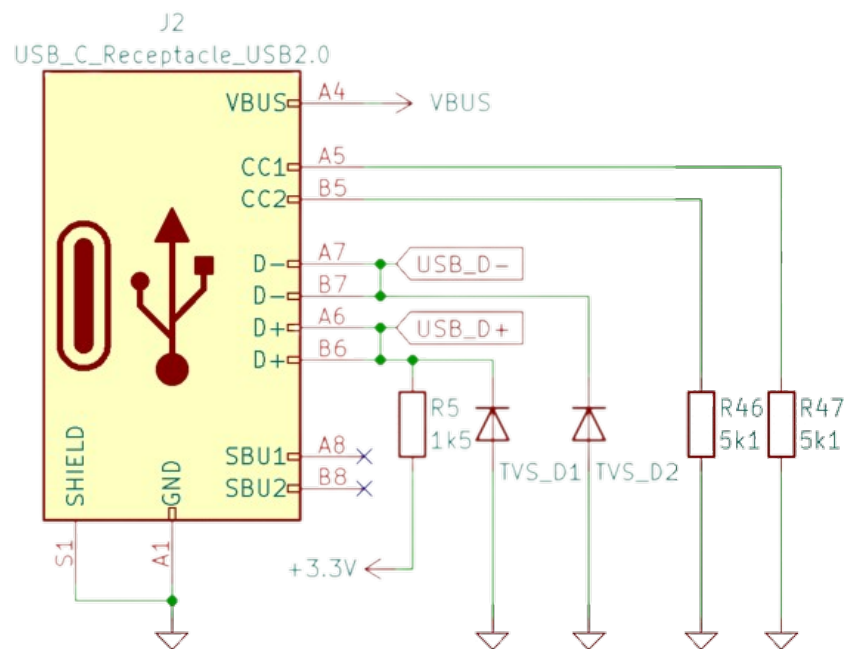 J2
USB_C_Receptacle_USB2.0
VBUS A4 VBUS
CC1 A5
CC2 B5
D- A7 USB_D-
D- B7
D+ A6 USB_D+
D+ B6
R5
1k5
R46
5k1
R47
5k1
SBU1 A8
SBU2 B8
TVS_D1 TVS_D2
SHIELD
GND
S1
A1
+3.3V